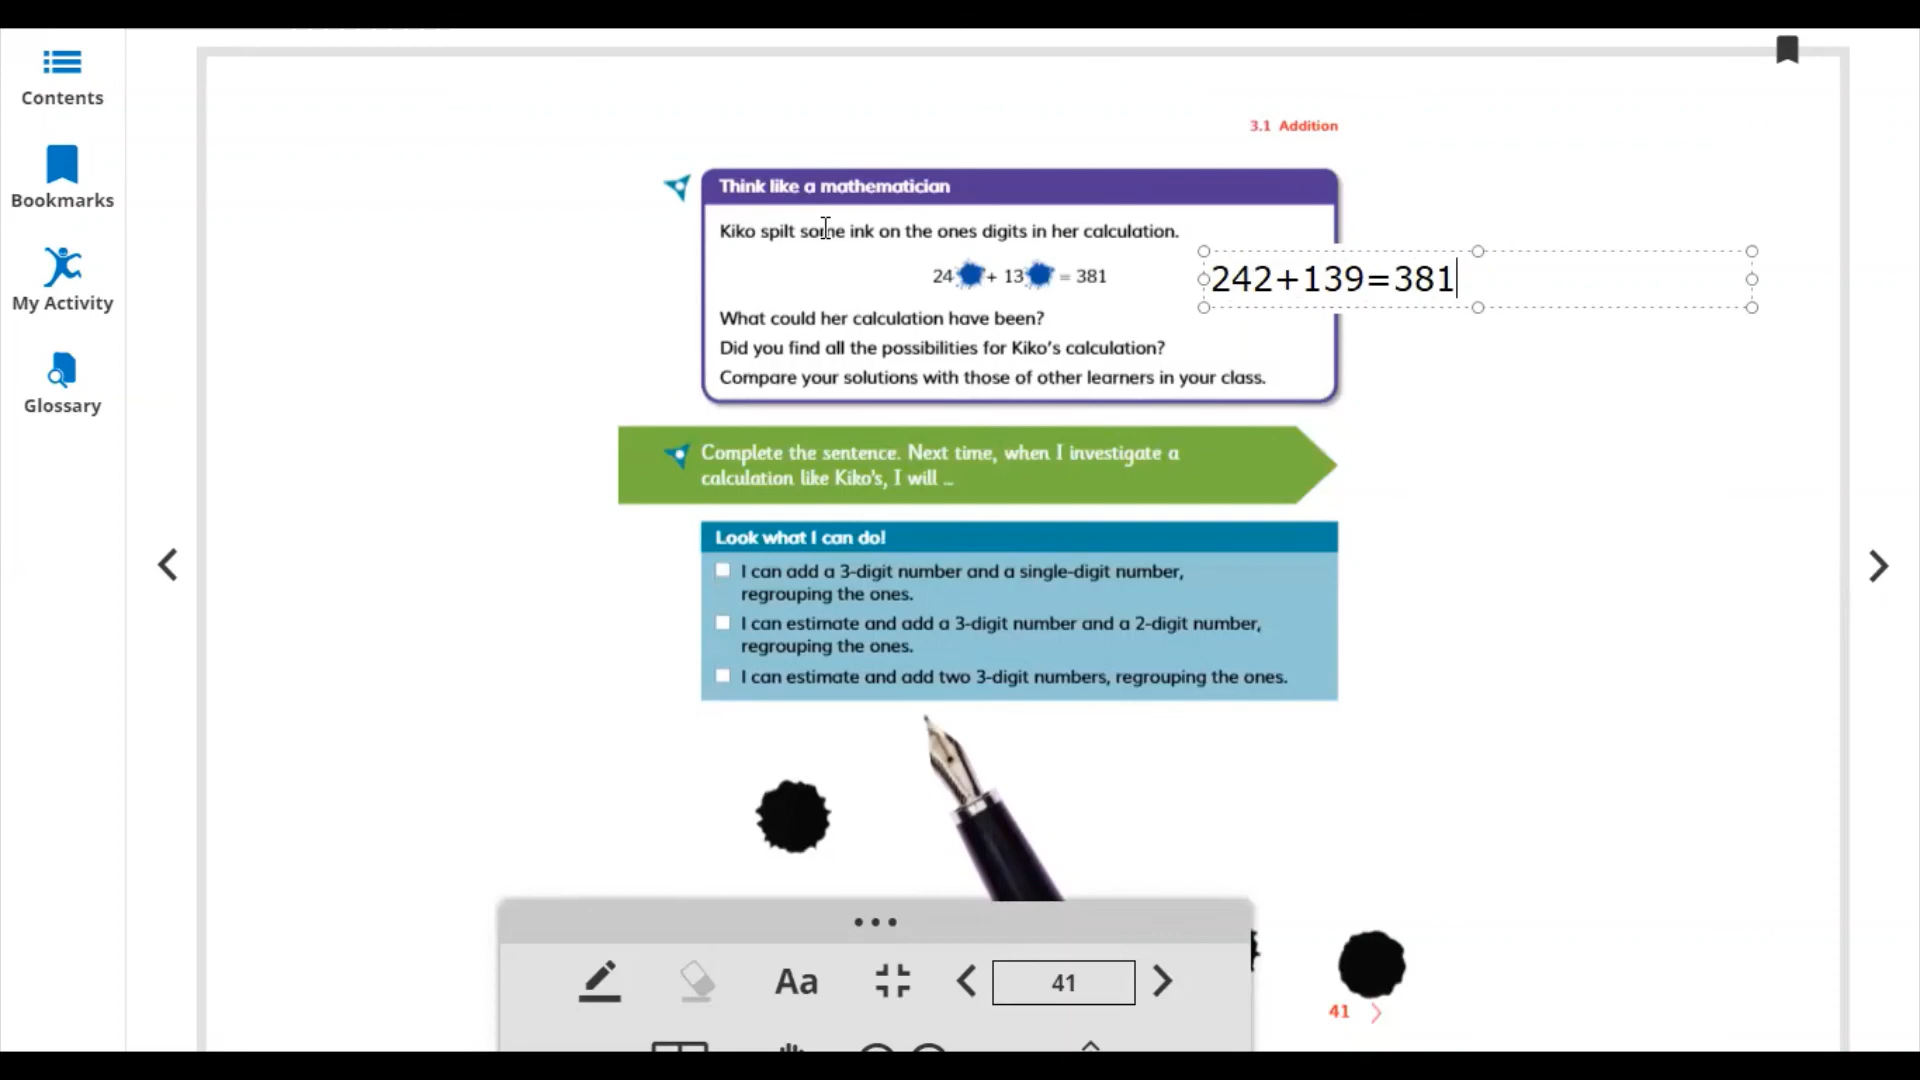 Contents
Bookmarks
My Activity
Glossary
3.1 Addition
Think like a mathematician
Kiko spilt some ink on the ones digits in her calculation.
24 + 13 = 381
242+139=381
What could her calculation have been?
Did you find all the possibilities for Kiko's calculation?
Compare your solutions with those of other learners in your class.
Complete the sentence. Next time, when I investigate a
calculation like Kiko's, I will ...
Look what I can do!
I can add a 3-digit number and a single-digit number,
regrouping the ones.
I can estimate and add a 3-digit number and a 2-digit number,
regrouping the ones.
I can estimate and add two 3-digit numbers, regrouping the ones.
Aa
41
41